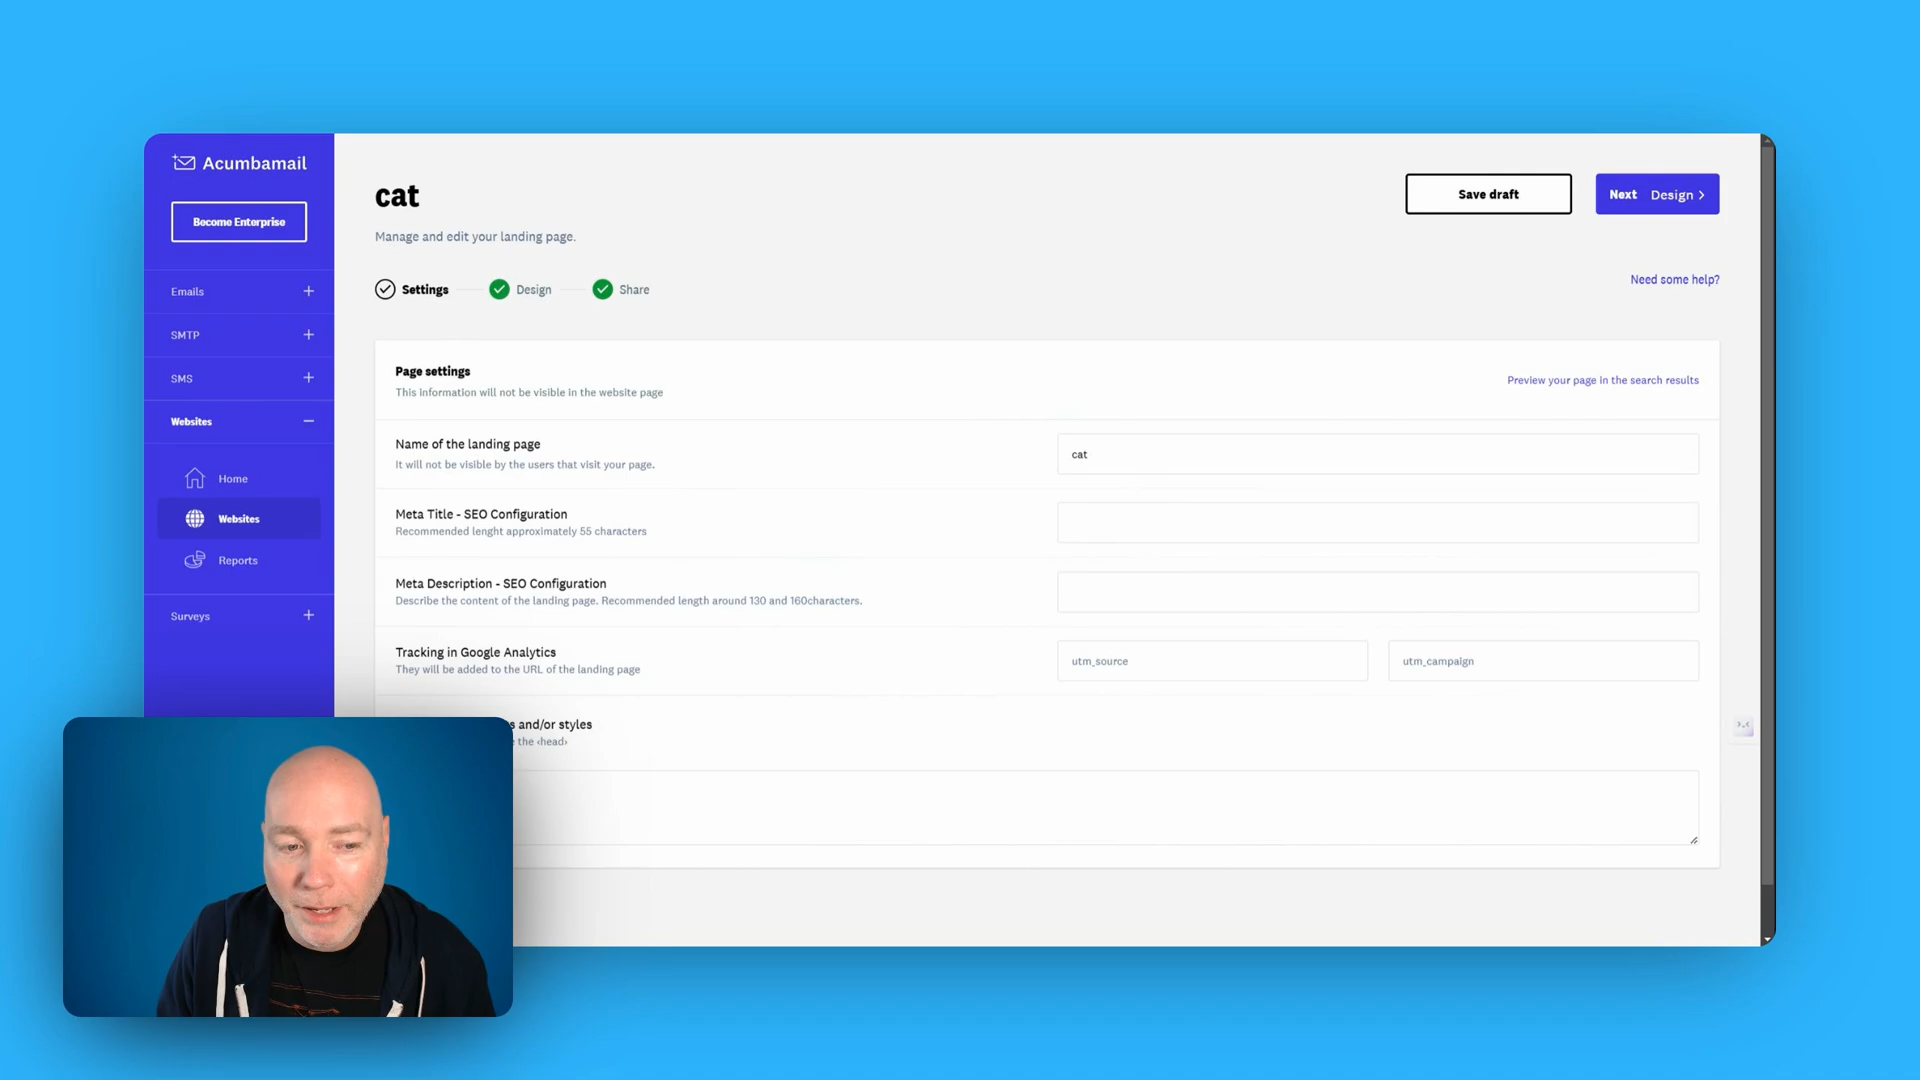 Acumbamail
Become Enterprise
Emails
SMTP
SMS
Websites
Home
Websites
Reports
Surveys
cat
Manage and edit your landing page.
Save draft
Next Design
Settings
Design
Share
Need some help?
Page settings
This information will not be visible in the website page
Preview your page in the search results
Name of the landing page
It will not be visible by the users that visit your page.
cat
Meta Title - SEO Configuration
Recommended lenght approximately 55 characters
Meta Description - SEO Configuration
Describe the content of the landing page. Recommended length around 130 and 160characters.
Tracking in Google Analytics
They will be added to the URL of the landing page
utm_source
utm_campaign
and/or styles
the <head>